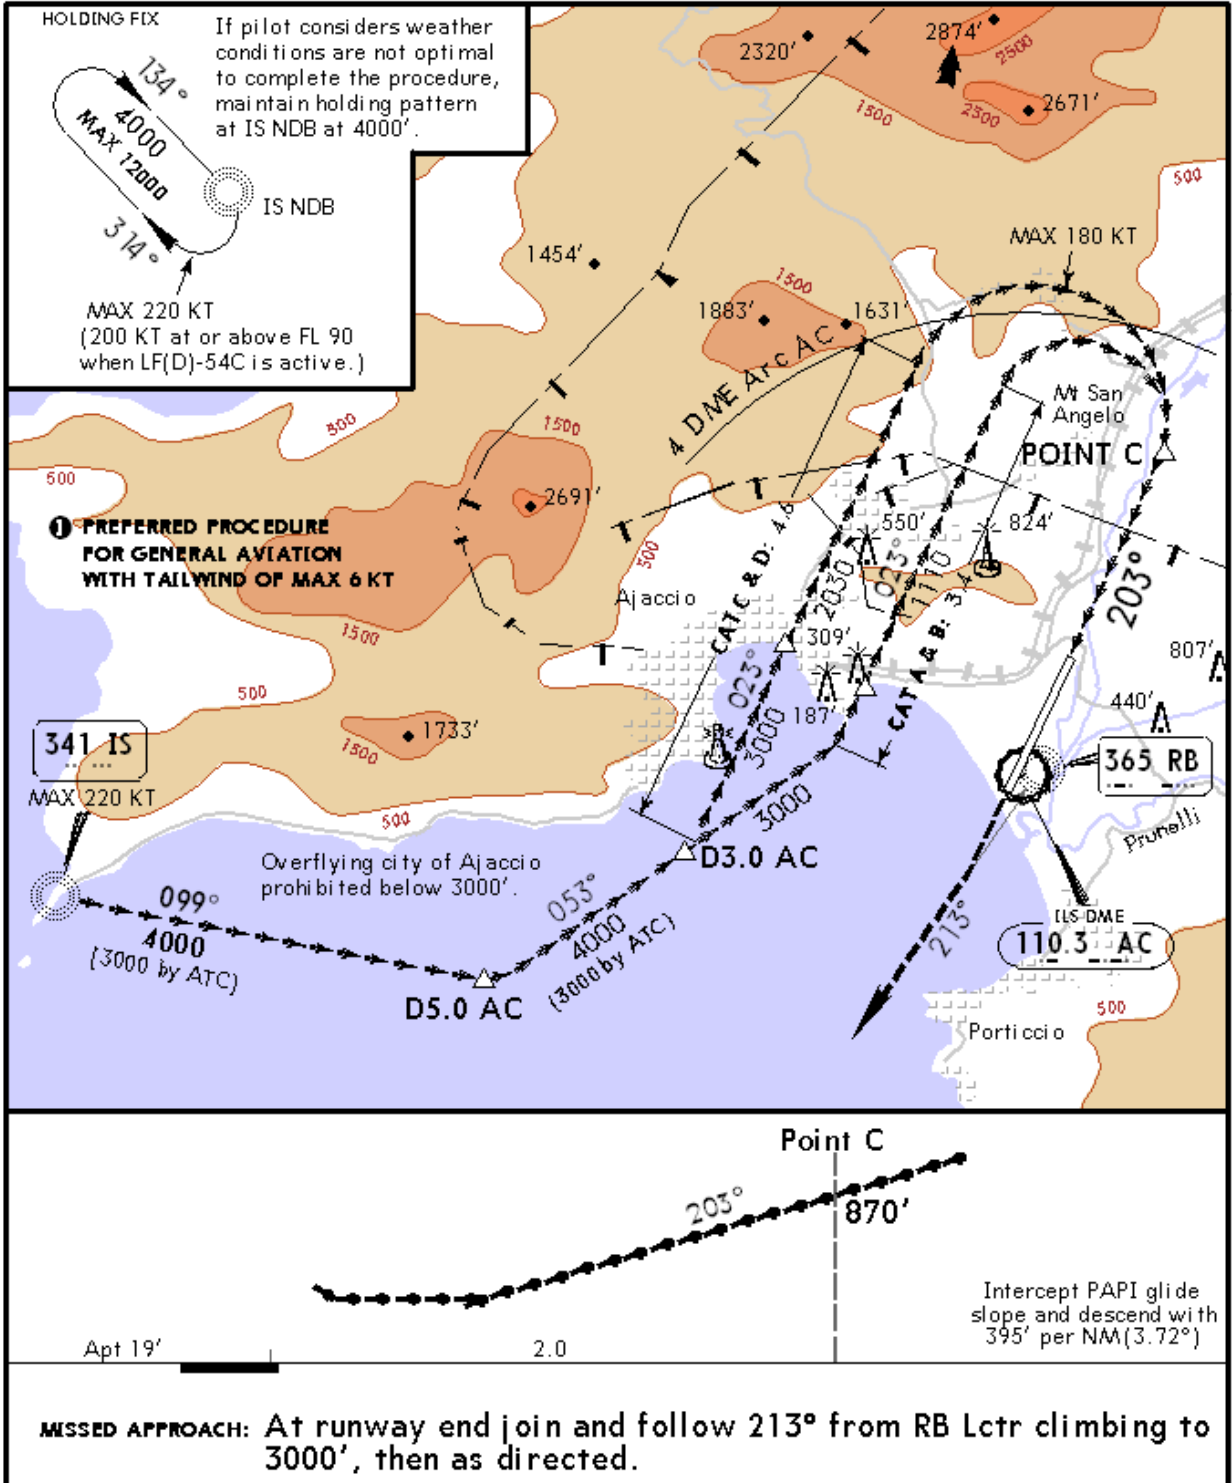 HOLDING FIX
If pilot considers weather
conditions are not optimal
to complete the procedure,
maintain holding pattern
at IS NDB at 4000'.
134°
4000
MAX 12000
314°
IS NDB
MAX 220 KT
(200 KT at or above FL 90
when LF(D)-54C is active.)
2320'
2874'
2500
2671'
2300
1500
500
1454'
MAX 180 KT
1500
1883'
1631'
4 DME Arc AC
Mt San
Angelo
POINT C
500
1500
500
2691'
1 PREFERRED PROCEDURE
FOR GENERAL AVIATION
WITH TAILWIND OF MAX 6 KT
1500
500
Ajaccio
CAT C & D: 4.6
2030
550'
824'
023°
1110
CAT A & B: 3.4
203°
309'
187'
807'
440'
023°
3000
500
1733'
1500
341 IS
MAX 220 KT
500
365 RB
Prunelli
3000
D3.0 AC
Overflying city of Ajaccio
prohibited below 3000'.
099°
4000
(3000 by ATC)
053°
4000
(3000 by ATC)
D5.0 AC
213°
ILS DME
110.3 AC
Porticcio
500
Point C
203°
870'
Intercept PAPI glide
slope and descend with
395' per NM(3.72°)
Apt 19'
2.0
MISSED APPROACH: At runway end join and follow 213° from RB Lctr climbing to
3000', then as directed.